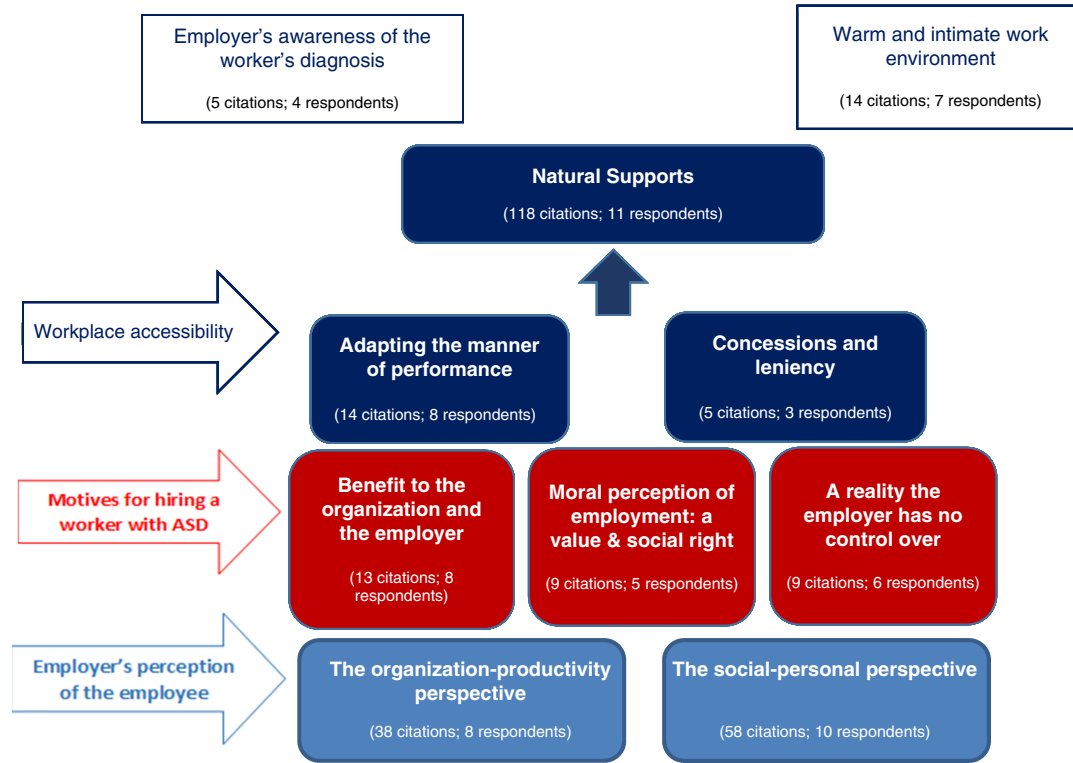 Employer's awareness of the
worker's diagnosis
(5 citations; 4 respondents)
Warm and intimate work
environment
(14 citations; 7 respondents)
Natural Supports
(118 citations; 11 respondents)
Workplace accessibility
Adapting the manner
of performance
(14 citations; 8 respondents)
Concessions and
leniency
(5 citations; 3 respondents)
Motives for hiring a
worker with ASD
Benefit to the
organization and
the employer
(13 citations; 8
respondents)
Moral perception of
employment: a
value & social right
(9 citations; 5 respondents)
A reality the
employer has no
control over
(9 citations; 6 respondents)
Employer's perception
of the employee
The organization-productivity
perspective
(38 citations; 8 respondents)
The social-personal perspective
(58 citations; 10 respondents)